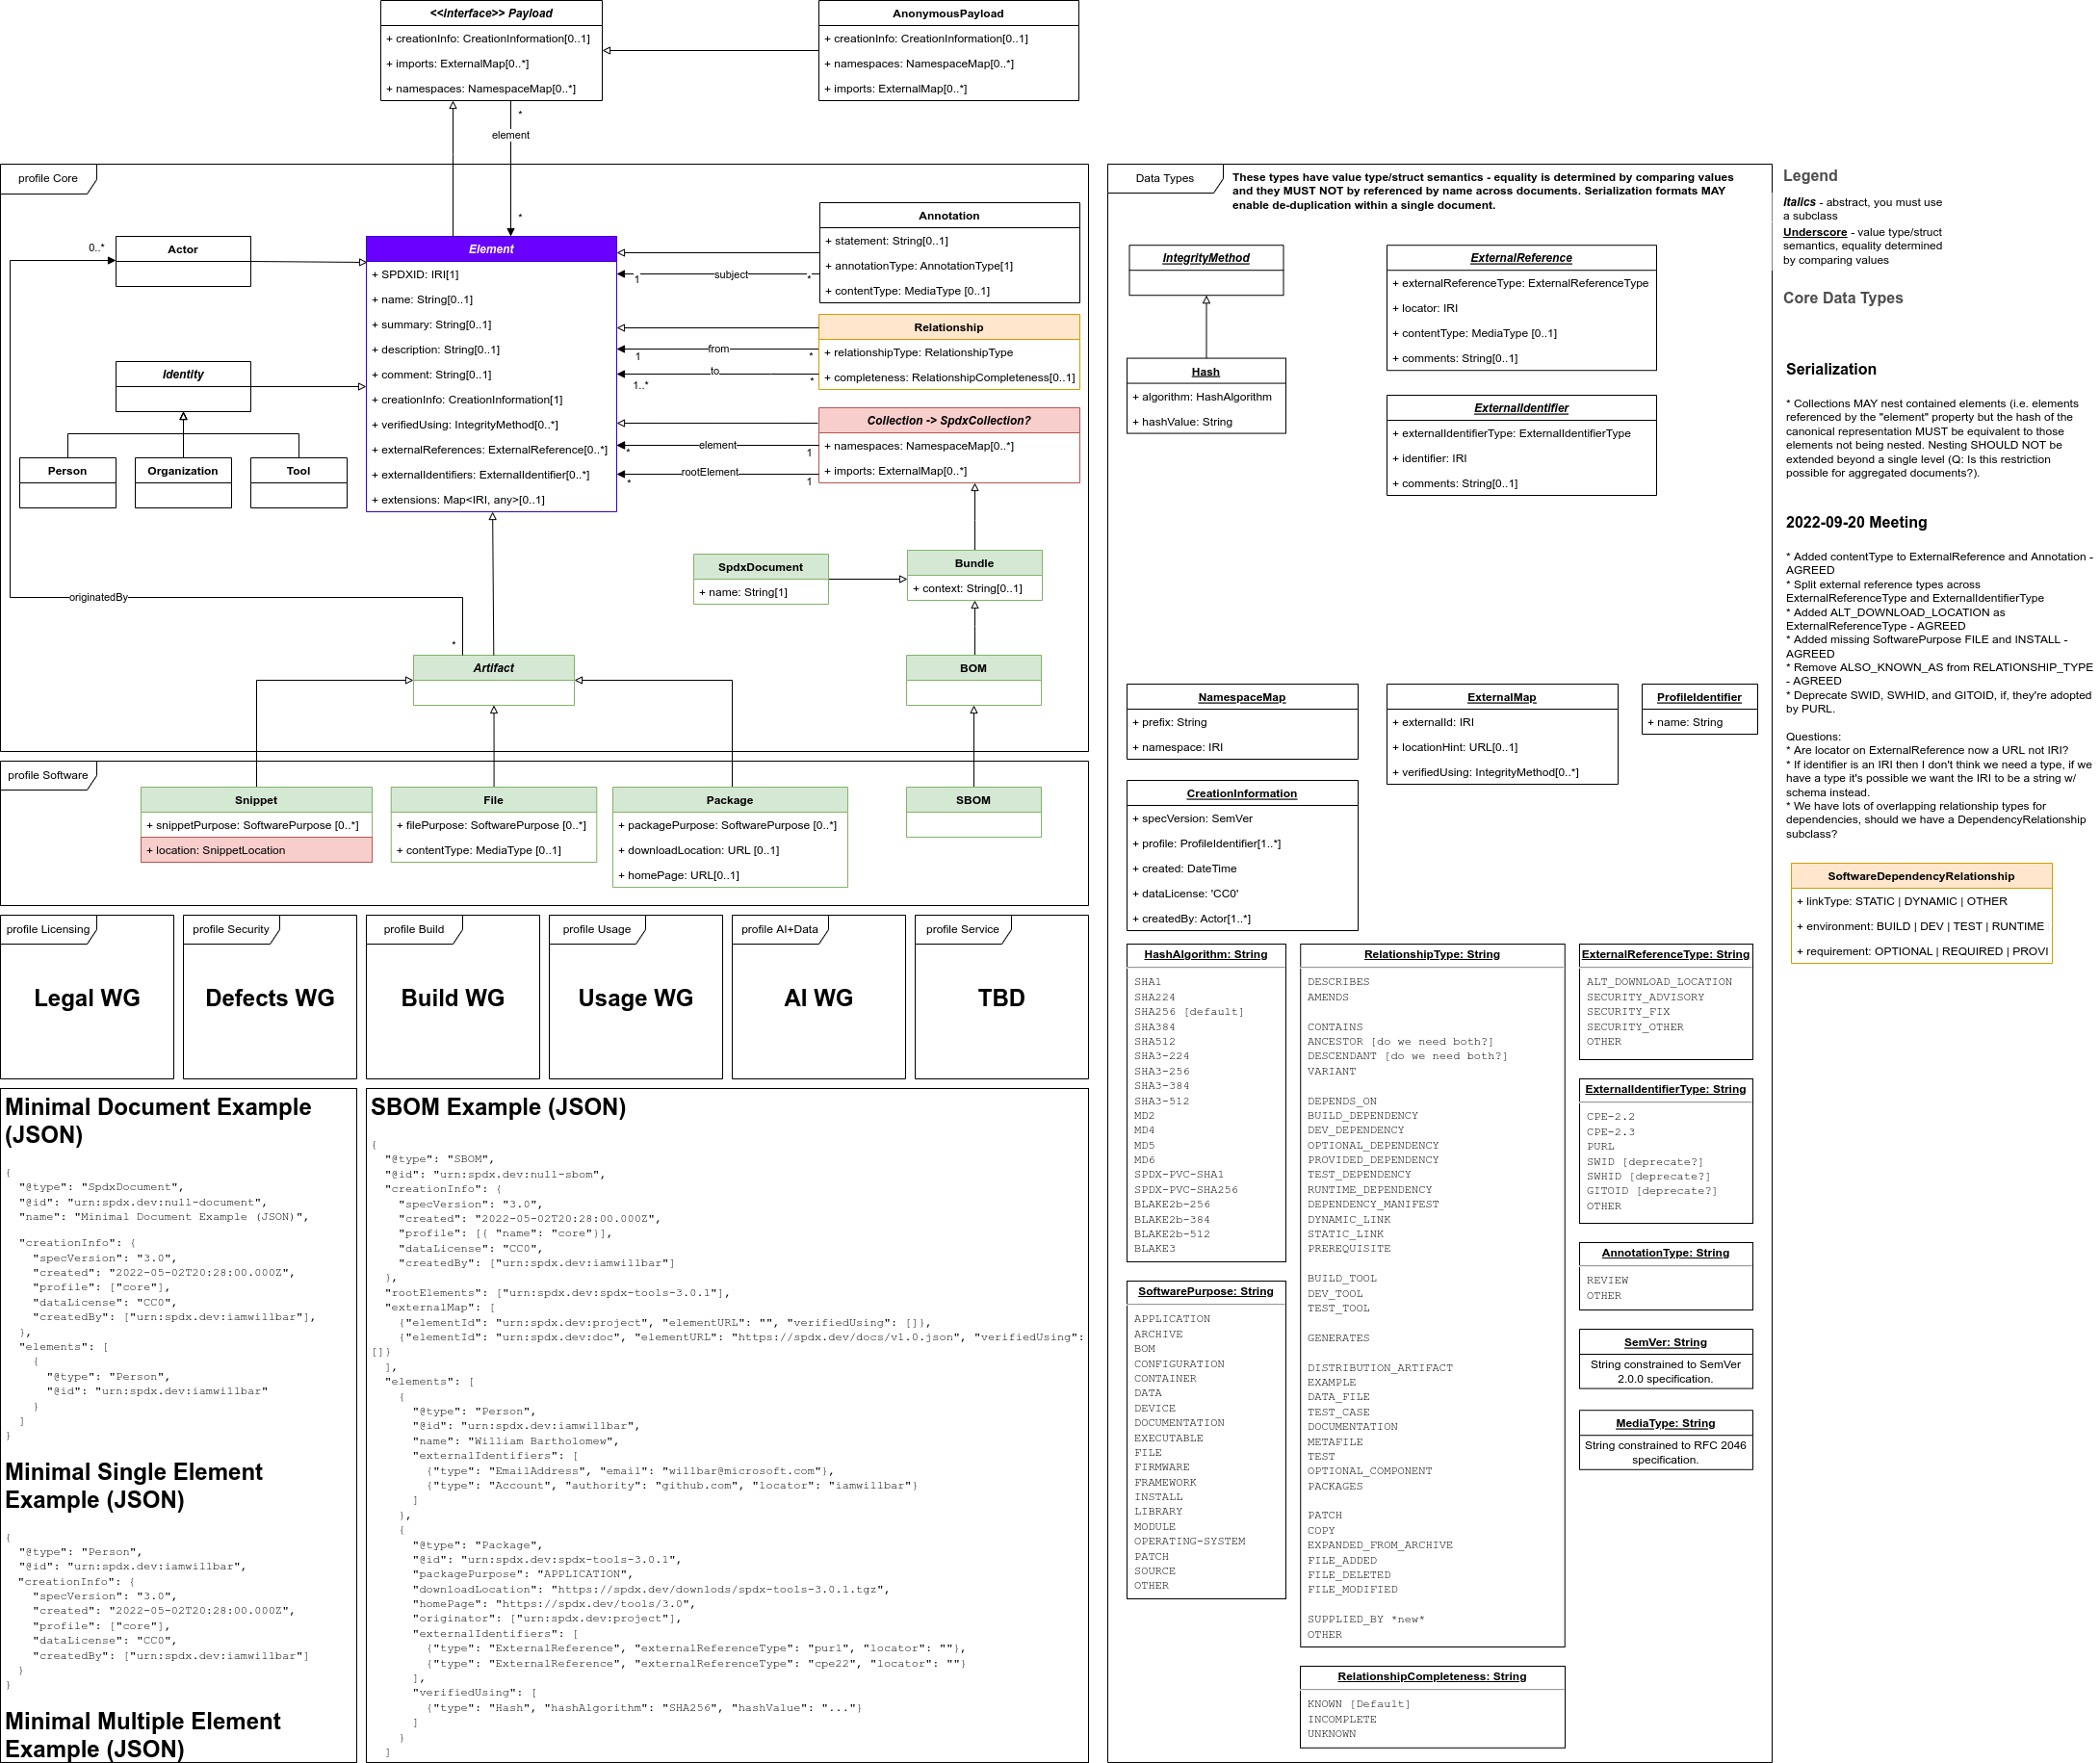 <<interface>> Payload
+ creationInfo: CreationInformation[0..1]
+ imports: ExternalMap[0..*]
+ namespaces: NamespaceMap[0..*]
AnonymousPayload
+ creationInfo: CreationInformation[0..1]
+ namespaces: NamespaceMap[0..*]
+ imports: ExternalMap[0..*]
*
element
*
profile Core
Actor
0..*
Identity
Person
Organization
Tool
originatedBy
*
Element
+ SPDXID: IRI[1]
+ name: String[0..1]
+ summary: String[0..1]
+ description: String[0..1]
+ comment: String[0..1]
+ creationInfo: CreationInformation[1]
+ verifiedUsing: IntegrityMethod[0..*]
+ externalReferences: ExternalReference[0..*]
+ externalIdentifiers: ExternalIdentifier[0..*]
+ extensions: Map<IRI, any>[0..1]
Annotation
+ statement: String[0..1]
+ annotationType: AnnotationType[1]
+ contentType: MediaType [0..1]
1
subject
*
Relationship
+ relationshipType: RelationshipType
+ completeness: RelationshipCompleteness[0..1]
1
from
*
1..*
to
*
Collection -> SpdxCollection?
+ namespaces: NamespaceMap[0..*]
+ imports: ExternalMap[0..*]
*
element
1
*
rootElement
1
SpdxDocument
+ name: String[1]
Bundle
+ context: String[0..1]
Artifact
BOM
profile Software
Snippet
+ snippetPurpose: SoftwarePurpose [0..*]
+ location: SnippetLocation
File
+ filePurpose: SoftwarePurpose [0..*]
+ contentType: MediaType [0..1]
Package
+ packagePurpose: SoftwarePurpose [0..*]
+ downloadLocation: URL [0..1]
+ homePage: URL[0..1]
SBOM
profile Licensing
Legal WG
profile Security
Defects WG
profile Build
Build WG
profile Usage
Usage WG
profile AI+Data
AI WG
profile Service
TBD
Minimal Document Example
(JSON)
{
"@type": "SpdxDocument",
"@id": "urn:spdx.dev:null-document",
"name": "Minimal Document Example (JSON)",
"creationInfo": {
"specVersion": "3.0",
"created": "2022-05-02T20:28:00.000Z",
"profile": ["core"],
"dataLicense": "CC0",
"createdBy": ["urn:spdx.dev:iamwillbar"],
},
"elements": [
{
"@type": "Person",
"@id": "urn:spdx.dev:iamwillbar"
}
]
}
Minimal Single Element
Example (JSON)
{
"@type": "Person",
"@id": "urn:spdx.dev:iamwillbar",
"creationInfo": {
"specVersion": "3.0",
"created": "2022-05-02T20:28:00.000Z",
"profile": ["core"],
"dataLicense": "CC0",
"createdBy": ["urn:spdx.dev:iamwillbar"]
}
}
Minimal Multiple Element
Example (JSON)
SBOM Example (JSON)
{
"@type": "SBOM",
"@id": "urn:spdx.dev:null-sbom",
"creationInfo": {
"specVersion": "3.0",
"created": "2022-05-02T20:28:00.000Z",
"profile": [{ "name": "core"}],
"dataLicense": "CC0",
"createdBy": ["urn:spdx.dev:iamwillbar"]
},
"rootElements": ["urn:spdx.dev:spdx-tools-3.0.1"],
"externalMap": [
{"elementId": "urn:spdx.dev:project", "elementURL": "", "verifiedUsing": []},
{"elementId": "urn:spdx.dev:doc", "elementURL": "https://spdx.dev/docs/v1.0.json", "verifiedUsing":
[]}
],
"elements": [
{
"@type": "Person",
"@id": "urn:spdx.dev:iamwillbar",
"name": "William Bartholomew",
"externalIdentifiers": [
{"type": "EmailAddress", "email": "willbar@microsoft.com"},
{"type": "Account", "authority": "github.com", "locator": "iamwillbar"}
]
},
{
"@type": "Package",
"@id": "urn:spdx.dev:spdx-tools-3.0.1",
"packagePurpose": "APPLICATION",
"downloadLocation": "https://spdx.dev/downlods/spdx-tools-3.0.1.tgz",
"homePage": "https://spdx.dev/tools/3.0",
"originator": ["urn:spdx.dev:project"],
"externalIdentifiers": [
{"type": "ExternalReference", "externalReferenceType": "purl", "locator": ""},
{"type": "ExternalReference", "externalReferenceType": "cpe22", "locator": ""}
],
"verifiedUsing": [
{"type": "Hash", "hashAlgorithm": "SHA256", "hashValue": "..."}
]
}
]
Data Types
These types have value type/struct semantics - equality is determined by comparing values
and they MUST NOT by referenced by name across documents. Serialization formats MAY
enable de-duplication within a single document.
IntegrityMethod
Hash
+ algorithm: HashAlgorithm
+ hashValue: String
ExternalReference
+ externalReferenceType: ExternalReferenceType
+ locator: IRI
+ contentType: MediaType [0..1]
+ comments: String[0..1]
ExternalIdentifier
+ externalIdentifierType: ExternalIdentifierType
+ identifier: IRI
+ comments: String[0..1]
NamespaceMap
+ prefix: String
+ namespace: IRI
ExternalMap
+ externalId: IRI
+ locationHint: URL[0..1]
+ verifiedUsing: IntegrityMethod[0..*]
ProfileIdentifier
+ name: String
CreationInformation
+ specVersion: SemVer
+ profile: ProfileIdentifier[1..*]
+ created: DateTime
+ dataLicense: 'CC0'
+ createdBy: Actor[1..*]
HashAlgorithm: String
SHA1
SHA224
SHA256 [default]
SHA384
SHA512
SHA3-224
SHA3-256
SHA3-384
SHA3-512
MD2
MD4
MD5
MD6
SPDX-PVC-SHA1
SPDX-PVC-SHA256
BLAKE2b-256
BLAKE2b-384
BLAKE2b-512
BLAKE3
SoftwarePurpose: String
APPLICATION
ARCHIVE
BOM
CONFIGURATION
CONTAINER
DATA
DEVICE
DOCUMENTATION
EXECUTABLE
FILE
FIRMWARE
FRAMEWORK
INSTALL
LIBRARY
MODULE
OPERATING-SYSTEM
PATCH
SOURCE
OTHER
RelationshipType: String
DESCRIBES
AMENDS
CONTAINS
ANCESTOR [do we need both?]
DESCENDANT [do we need both?]
VARIANT
DEPENDS_ON
BUILD_DEPENDENCY
DEV_DEPENDENCY
OPTIONAL_DEPENDENCY
PROVIDED_DEPENDENCY
TEST_DEPENDENCY
RUNTIME_DEPENDENCY
DEPENDENCY_MANIFEST
DYNAMIC_LINK
STATIC_LINK
PREREQUISITE
BUILD_TOOL
DEV_TOOL
TEST_TOOL
GENERATES
DISTRIBUTION_ARTIFACT
EXAMPLE
DATA_FILE
TEST_CASE
DOCUMENTATION
METAFILE
TEST
OPTIONAL_COMPONENT
PACKAGES
PATCH
COPY
EXPANDED_FROM_ARCHIVE
FILE_ADDED
FILE_DELETED
FILE_MODIFIED
SUPPLIED_BY *new*
OTHER
RelationshipCompleteness: String
KNOWN [Default]
INCOMPLETE
UNKNOWN
ExternalReferenceType: String
ALT_DOWNLOAD_LOCATION
SECURITY_ADVISORY
SECURITY_FIX
SECURITY_OTHER
OTHER
ExternalIdentifierType: String
CPE-2.2
CPE-2.3
PURL
SWID [deprecate?]
SWHID [deprecate?]
GITOID [deprecate?]
OTHER
AnnotationType: String
REVIEW
OTHER
SemVer: String
String constrained to SemVer
2.0.0 specification.
MediaType: String
String constrained to RFC 2046
specification.
Legend
Italics - abstract, you must use
a subclass
Underscore - value type/struct
semantics, equality determined
by comparing values
Core Data Types
Serialization
* Collections MAY nest contained elements (i.e. elements
referenced by the "element" property but the hash of the
canonical representation MUST be equivalent to those
elements not being nested. Nesting SHOULD NOT be
extended beyond a single level (Q: Is this restriction
possible for aggregated documents?).
2022-09-20 Meeting
* Added contentType to ExternalReference and Annotation -
AGREED
* Split external reference types across
ExternalReferenceType and ExternalIdentifierType
* Added ALT_DOWNLOAD_LOCATION as
ExternalReferenceType - AGREED
* Added missing SoftwarePurpose FILE and INSTALL -
AGREED
* Remove ALSO_KNOWN_AS from RELATIONSHIP_TYPE
- AGREED
* Deprecate SWID, SWHID, and GITOID, if, they're adopted
by PURL.
Questions:
* Are locator on ExternalReference now a URL not IRI?
* If identifier is an IRI then I don't think we need a type, if we
have a type it's possible we want the IRI to be a string w/
schema instead.
* We have lots of overlapping relationship types for
dependencies, should we have a DependencyRelationship
subclass?
SoftwareDependencyRelationship
+ linkType: STATIC | DYNAMIC | OTHER
+ environment: BUILD | DEV | TEST | RUNTIME
+ requirement: OPTIONAL | REQUIRED | PROVI